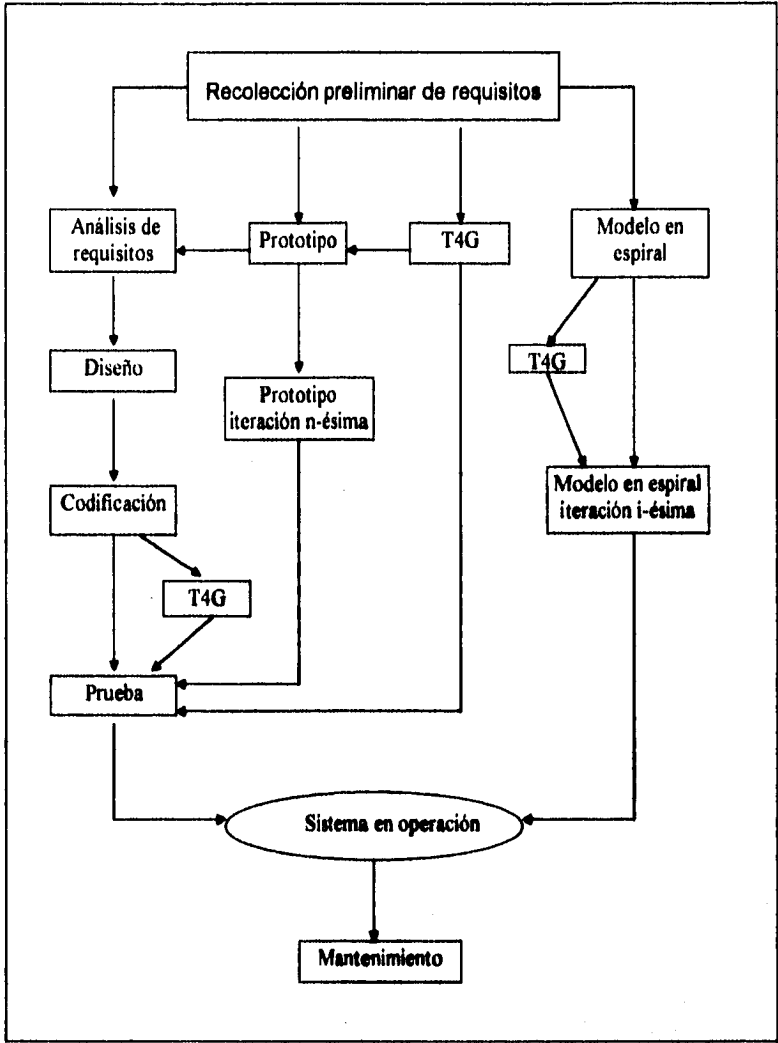 Recolección preliminar de requisitos
Análisis de
requisitos
Prototipo
T4G
Modelo en
espiral
Diseño
T4G
Prototipo
iteración n-ésima
Codificación
Modelo en espiral
iteración i-ésima
T4G
Prueba
Sistema en operación
Mantenimiento